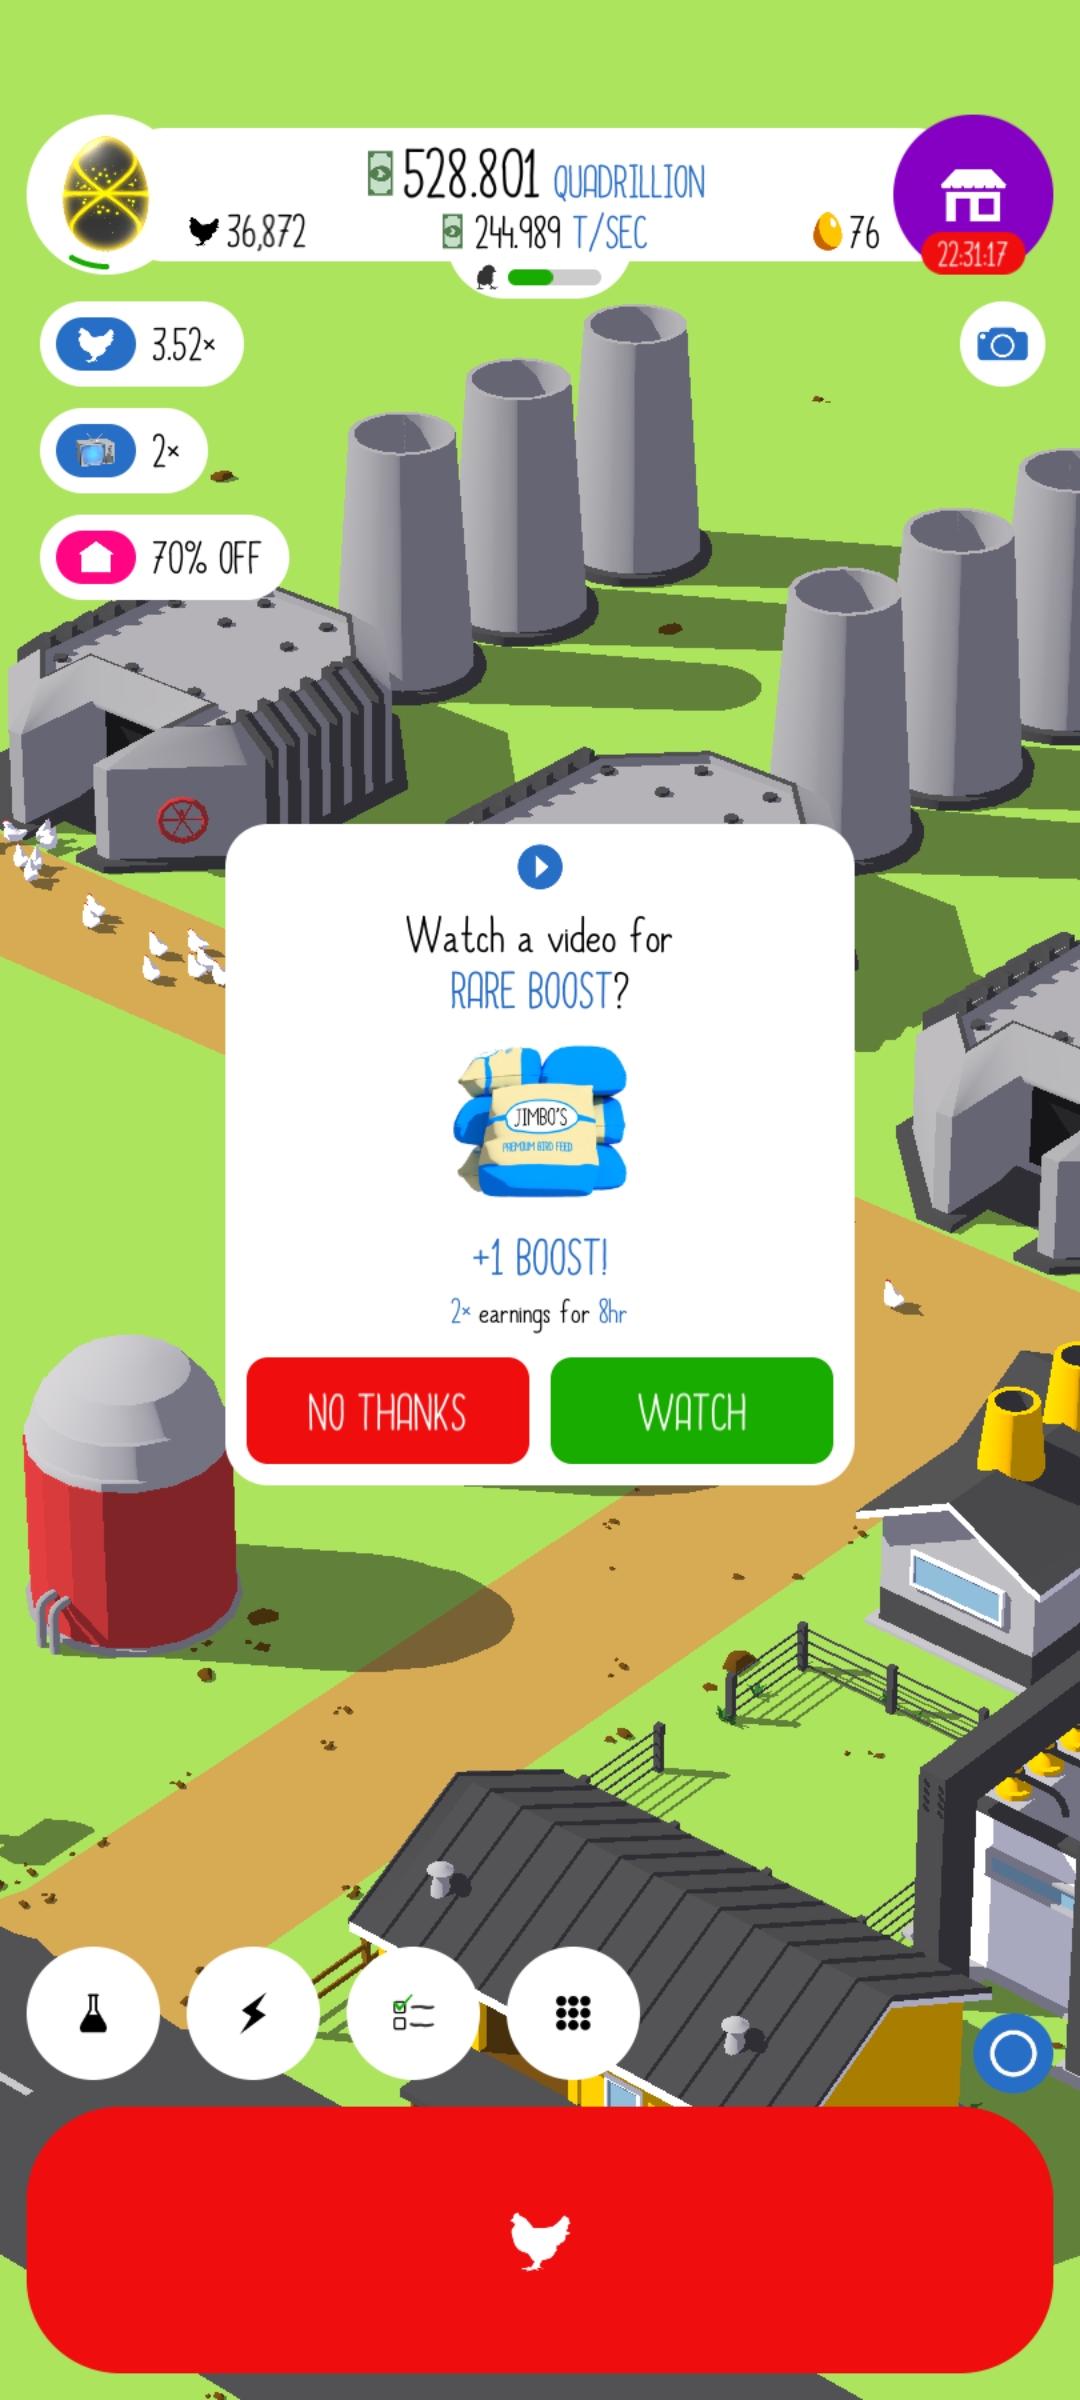 528.801 QUADRILLION
36,872
244.989 T/SEC
76
22:31:17
3.52×
2×
70% OFF
Watch a video for
RARE BOOST?
JIMBO'S
PREMIUM BIRD FEED
+1 BOOST!
2× earnings for 8hr
NO THANKS
WATCH